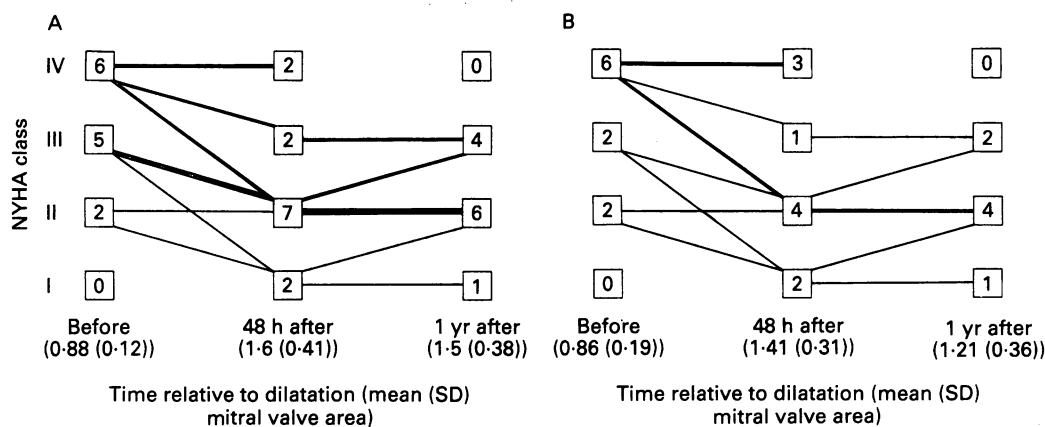 A
B
NYHA class
IV 6 2 0 6 3 0
III 5 2 4 2 1 2
II 2 7 6 2 4 4
I 0 2 1 0 2 1
Before 48 h after 1 yr after Before 48 h after 1 yr after
(0·88 (0·12)) (1·6 (0·41)) (1·5 (0·38)) (0·86 (0·19)) (1·41 (0·31)) (1·21 (0·36))
Time relative to dilatation (mean (SD)
mitral valve area)
Time relative to dilatation (mean (SD)
mitral valve area)